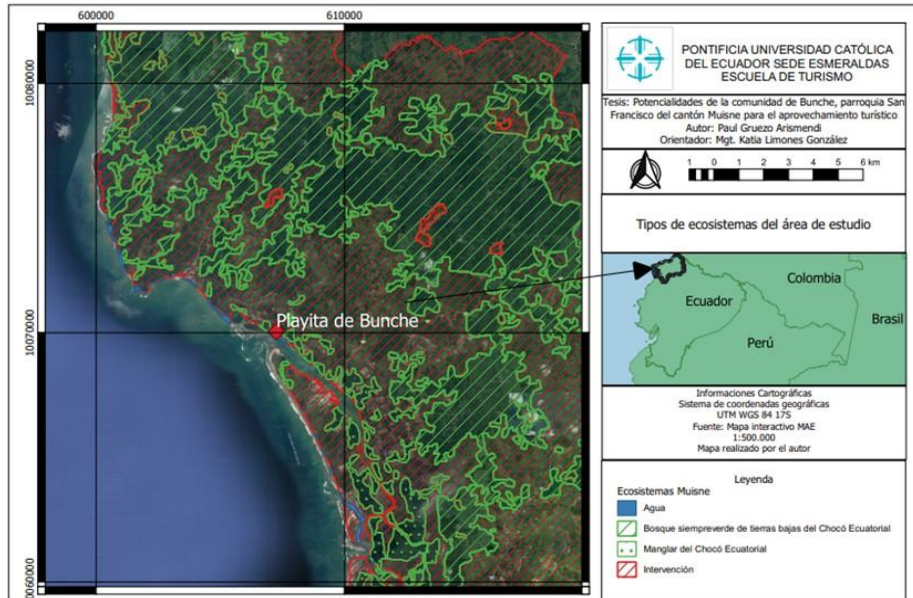 600000
610000
10080000
10070000
10060000
Playita de Bunche
PONTIFICIA UNIVERSIDAD CATÓLICA
DEL ECUADOR SEDE ESMERALDAS
ESCUELA DE TURISMO
Tesis: Potencialidades de la comunidad de Bunche, parroquia San
Francisco del cantón Muisne para el aprovechamiento turístico
Autor: Paul Gruezo Arismendi
Orientador: Mgt. Katia Limones González
1 0 1 2 3 4 5 6 km
Tipos de ecosistemas del área de estudio
Colombia
Ecuador
Brasil
Perú
Informaciones Cartográficas
Sistema de coordenadas geográficas
UTM WGS 84 17S
Fuente: Mapa interactivo MAE
1:500.000
Mapa realizado por el autor
Leyenda
Ecosistemas Muisne
Agua
Bosque siempreverde de tierras bajas del Chocó Ecuatorial
Manglar del Chocó Ecuatorial
Intervención